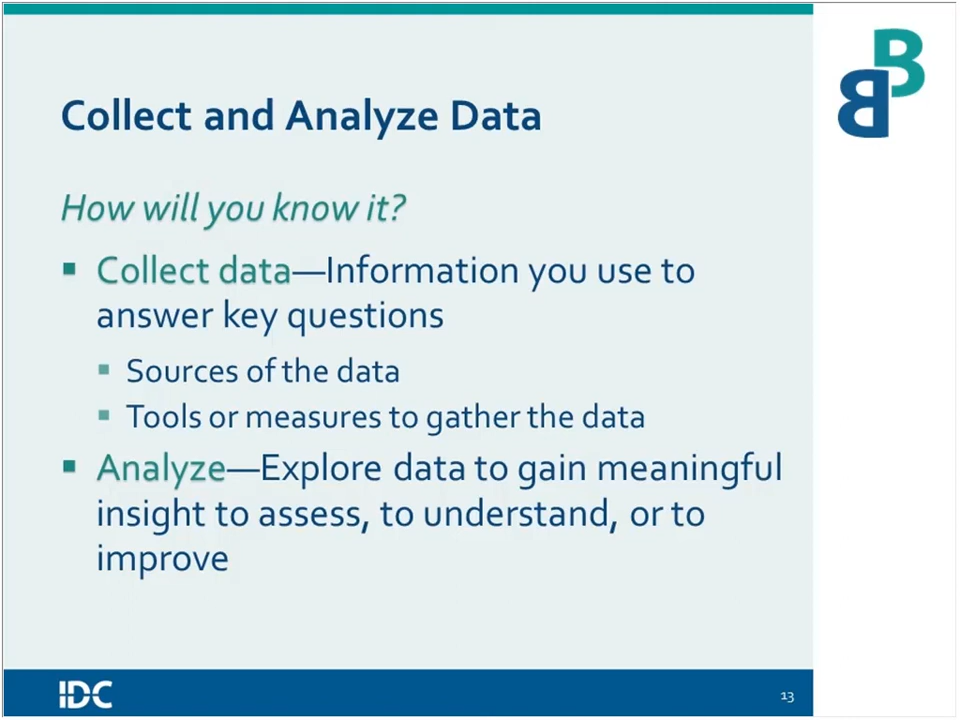 B
B
Collect and Analyze Data
How will you know it?
Collect data—Information you use to
answer key questions
Sources of the data
Tools or measures to gather the data
Analyze—Explore data to gain meaningful
insight to assess, to understand, or to
improve
IDC
13